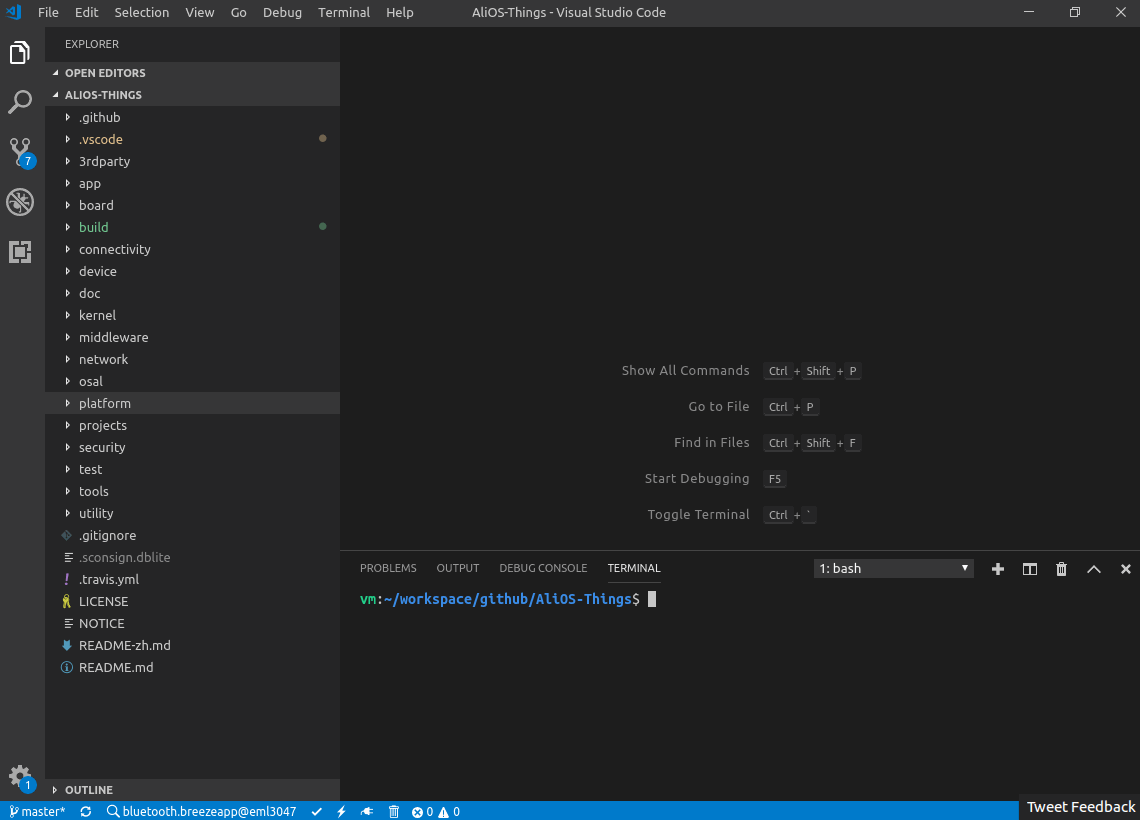 File Edit Selection View Go Debug Terminal Help AliOS-Things - Visual Studio Code
EXPLORER
OPEN EDITORS
ALIOS-THINGS
.github
.vscode
3rdparty
app
board
build
connectivity
device
doc
kernel
middleware
network
osal
platform
projects
security
test
tools
utility
.gitignore
.sconsign.dblite
.travis.yml
LICENSE
NOTICE
README-zh.md
README.md
OUTLINE
7
1
Show All Commands Ctrl + Shift + P
Go to File Ctrl + P
Find in Files Ctrl + Shift + F
Start Debugging F5
Toggle Terminal Ctrl + `
PROBLEMS OUTPUT DEBUG CONSOLE TERMINAL 1: bash
vm:~/workspace/github/AliOS-Things$
master* bluetooth.breezeapp@eml3047 0 0 Tweet Feedback